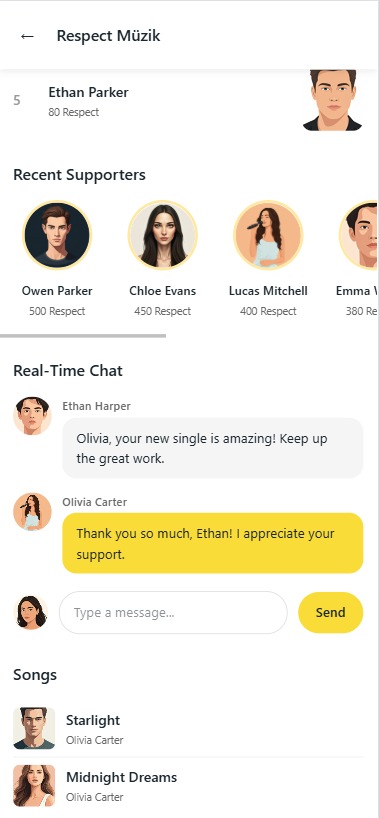 ← Respect Müzik
5
Ethan Parker
80 Respect
Recent Supporters
Owen Parker
500 Respect
Chloe Evans
450 Respect
Lucas Mitchell
400 Respect
Emma W
380 Re
Real-Time Chat
Ethan Harper
Olivia, your new single is amazing! Keep up
the great work.
Olivia Carter
Thank you so much, Ethan! I appreciate your
support.
Type a message...
Send
Songs
Starlight
Olivia Carter
Midnight Dreams
Olivia Carter